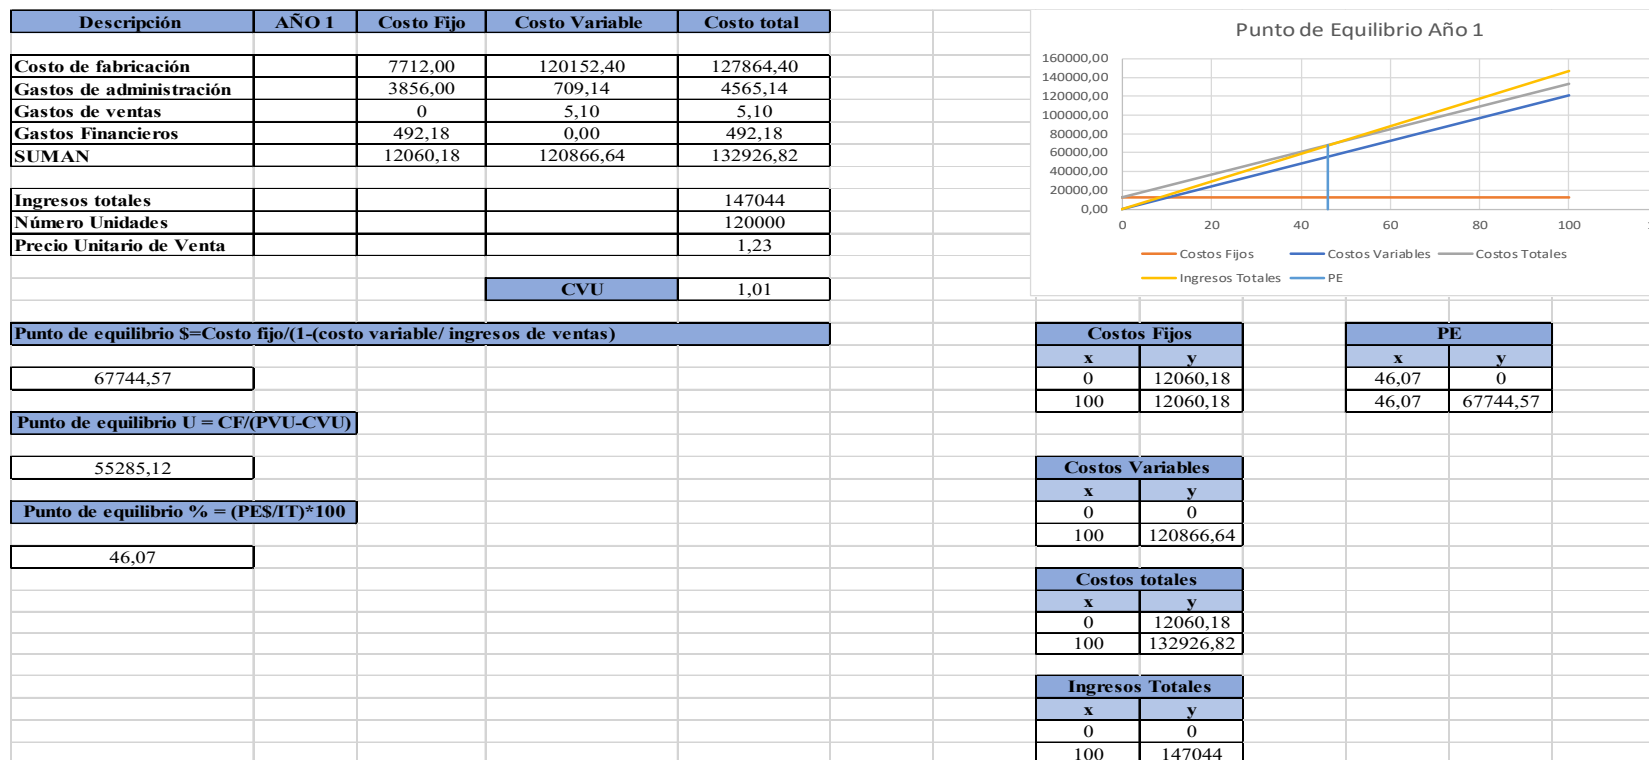 Descripción AÑO 1 Costo Fijo Costo Variable Costo total
Costo de fabricación 7712,00 120152,40 127864,40
Gastos de administración 3856,00 709,14 4565,14
Gastos de ventas 0 5,10 5,10
Gastos Financieros 492,18 0,00 492,18
SUMAN 12060,18 120866,64 132926,82
Ingresos totales 147044
Número Unidades 120000
Precio Unitario de Venta 1,23
CVU 1,01
Punto de equilibrio $=Costo fijo/(1-(costo variable/ ingresos de ventas)
67744,57
Punto de equilibrio U = CF/(PVU-CVU)
55285,12
Punto de equilibrio % = (PE$/IT)*100
46,07
Punto de Equilibrio Año 1
160000,00
140000,00
120000,00
100000,00
80000,00
60000,00
40000,00
20000,00
0,00
0 20 40 60 80 100
Costos Fijos Costos Variables Costos Totales
Ingresos Totales PE
Costos Fijos
x y
0 12060,18
100 12060,18
PE
x y
46,07 0
46,07 67744,57
Costos Variables
x y
0 0
100 120866,64
Costos totales
x y
0 12060,18
100 132926,82
Ingresos Totales
x y
0 0
100 147044